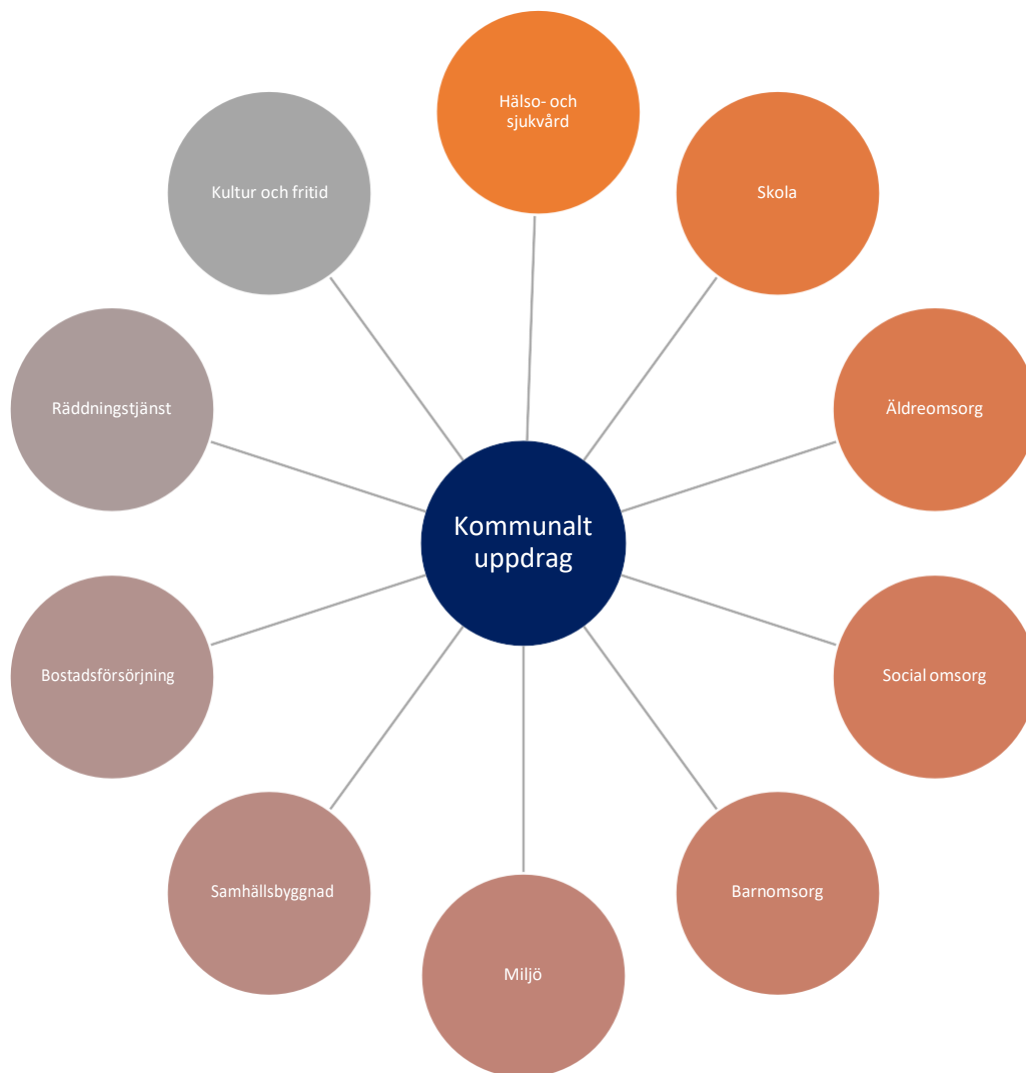 Hälso- och
sjukvård
Skola
Kultur och fritid
Räddningstjänst
Äldreomsorg
Kommunalt
uppdrag
Bostadsförsörjning
Social omsorg
Samhällsbyggnad
Barnomsorg
Miljö